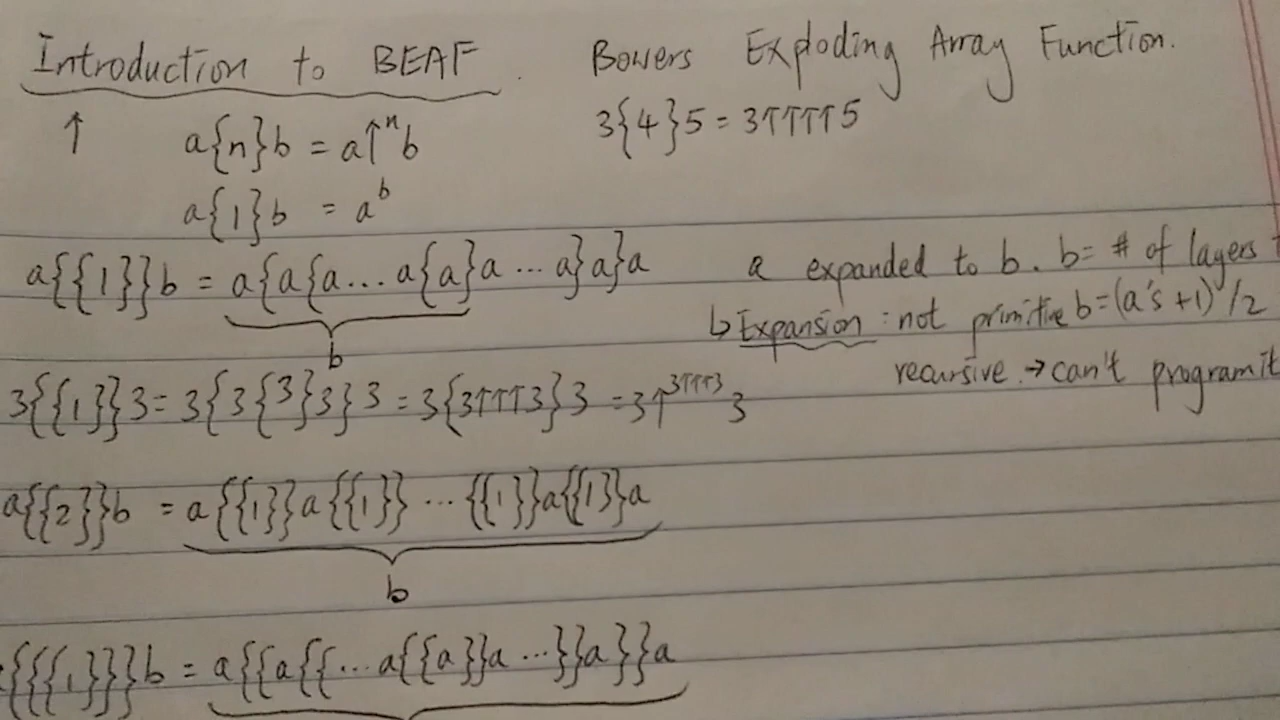 Introduction to BEAF. Bowers Exploding Array Function.
↑ a{n}b = a↑ⁿb 3{4}5 = 3↑↑↑↑5
a{1}b = aᵇ
a{{1}}b = a{a{a...a{a}a...a}a}a a expanded to b. b = # of layers
b
↳ Expansion : not primitive b=(a's +1)/2
recursive. → can't program it
3{{1}}3 = 3{3{3}3}3 = 3{3↑↑↑3}3 = 3↑³↑↑↑³3
a{{2}}b = a{{1}}a{{1}} ... {{1}}a{{1}}a
b
{{{1}}}b = a{{a{{...a{{a}}a...}}a}}a